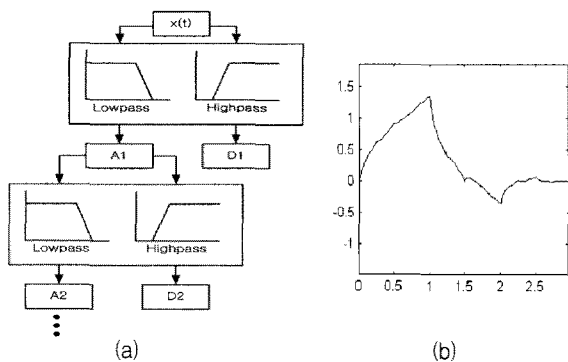 x(t)
Lowpass
Highpass
A1
D1
Lowpass
Highpass
A2
D2
(a)
1.5
1
0.5
0
-0.5
-1
0
0.5
1
1.5
2
2.5
(b)